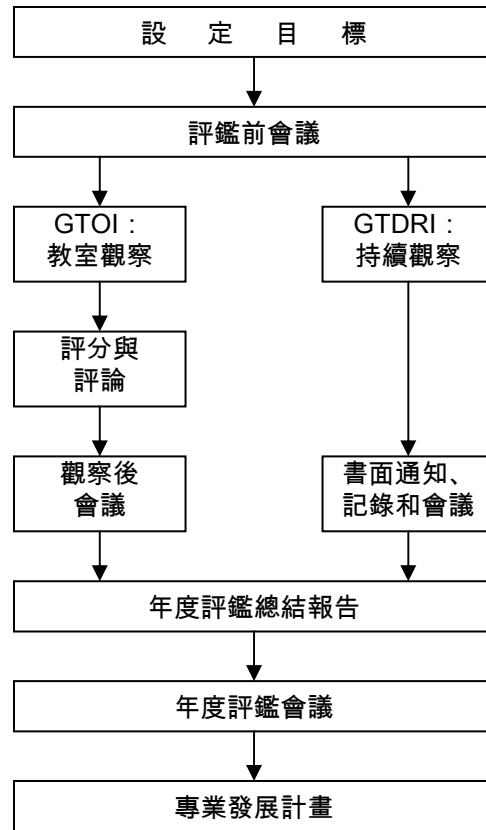 設 定 目 標
評鑑前會議
GTOI：
教室觀察
GTDRI：
持續觀察
評分與
評論
觀察後
會議
書面通知、
記錄和會議
年度評鑑總結報告
年度評鑑會議
專業發展計畫